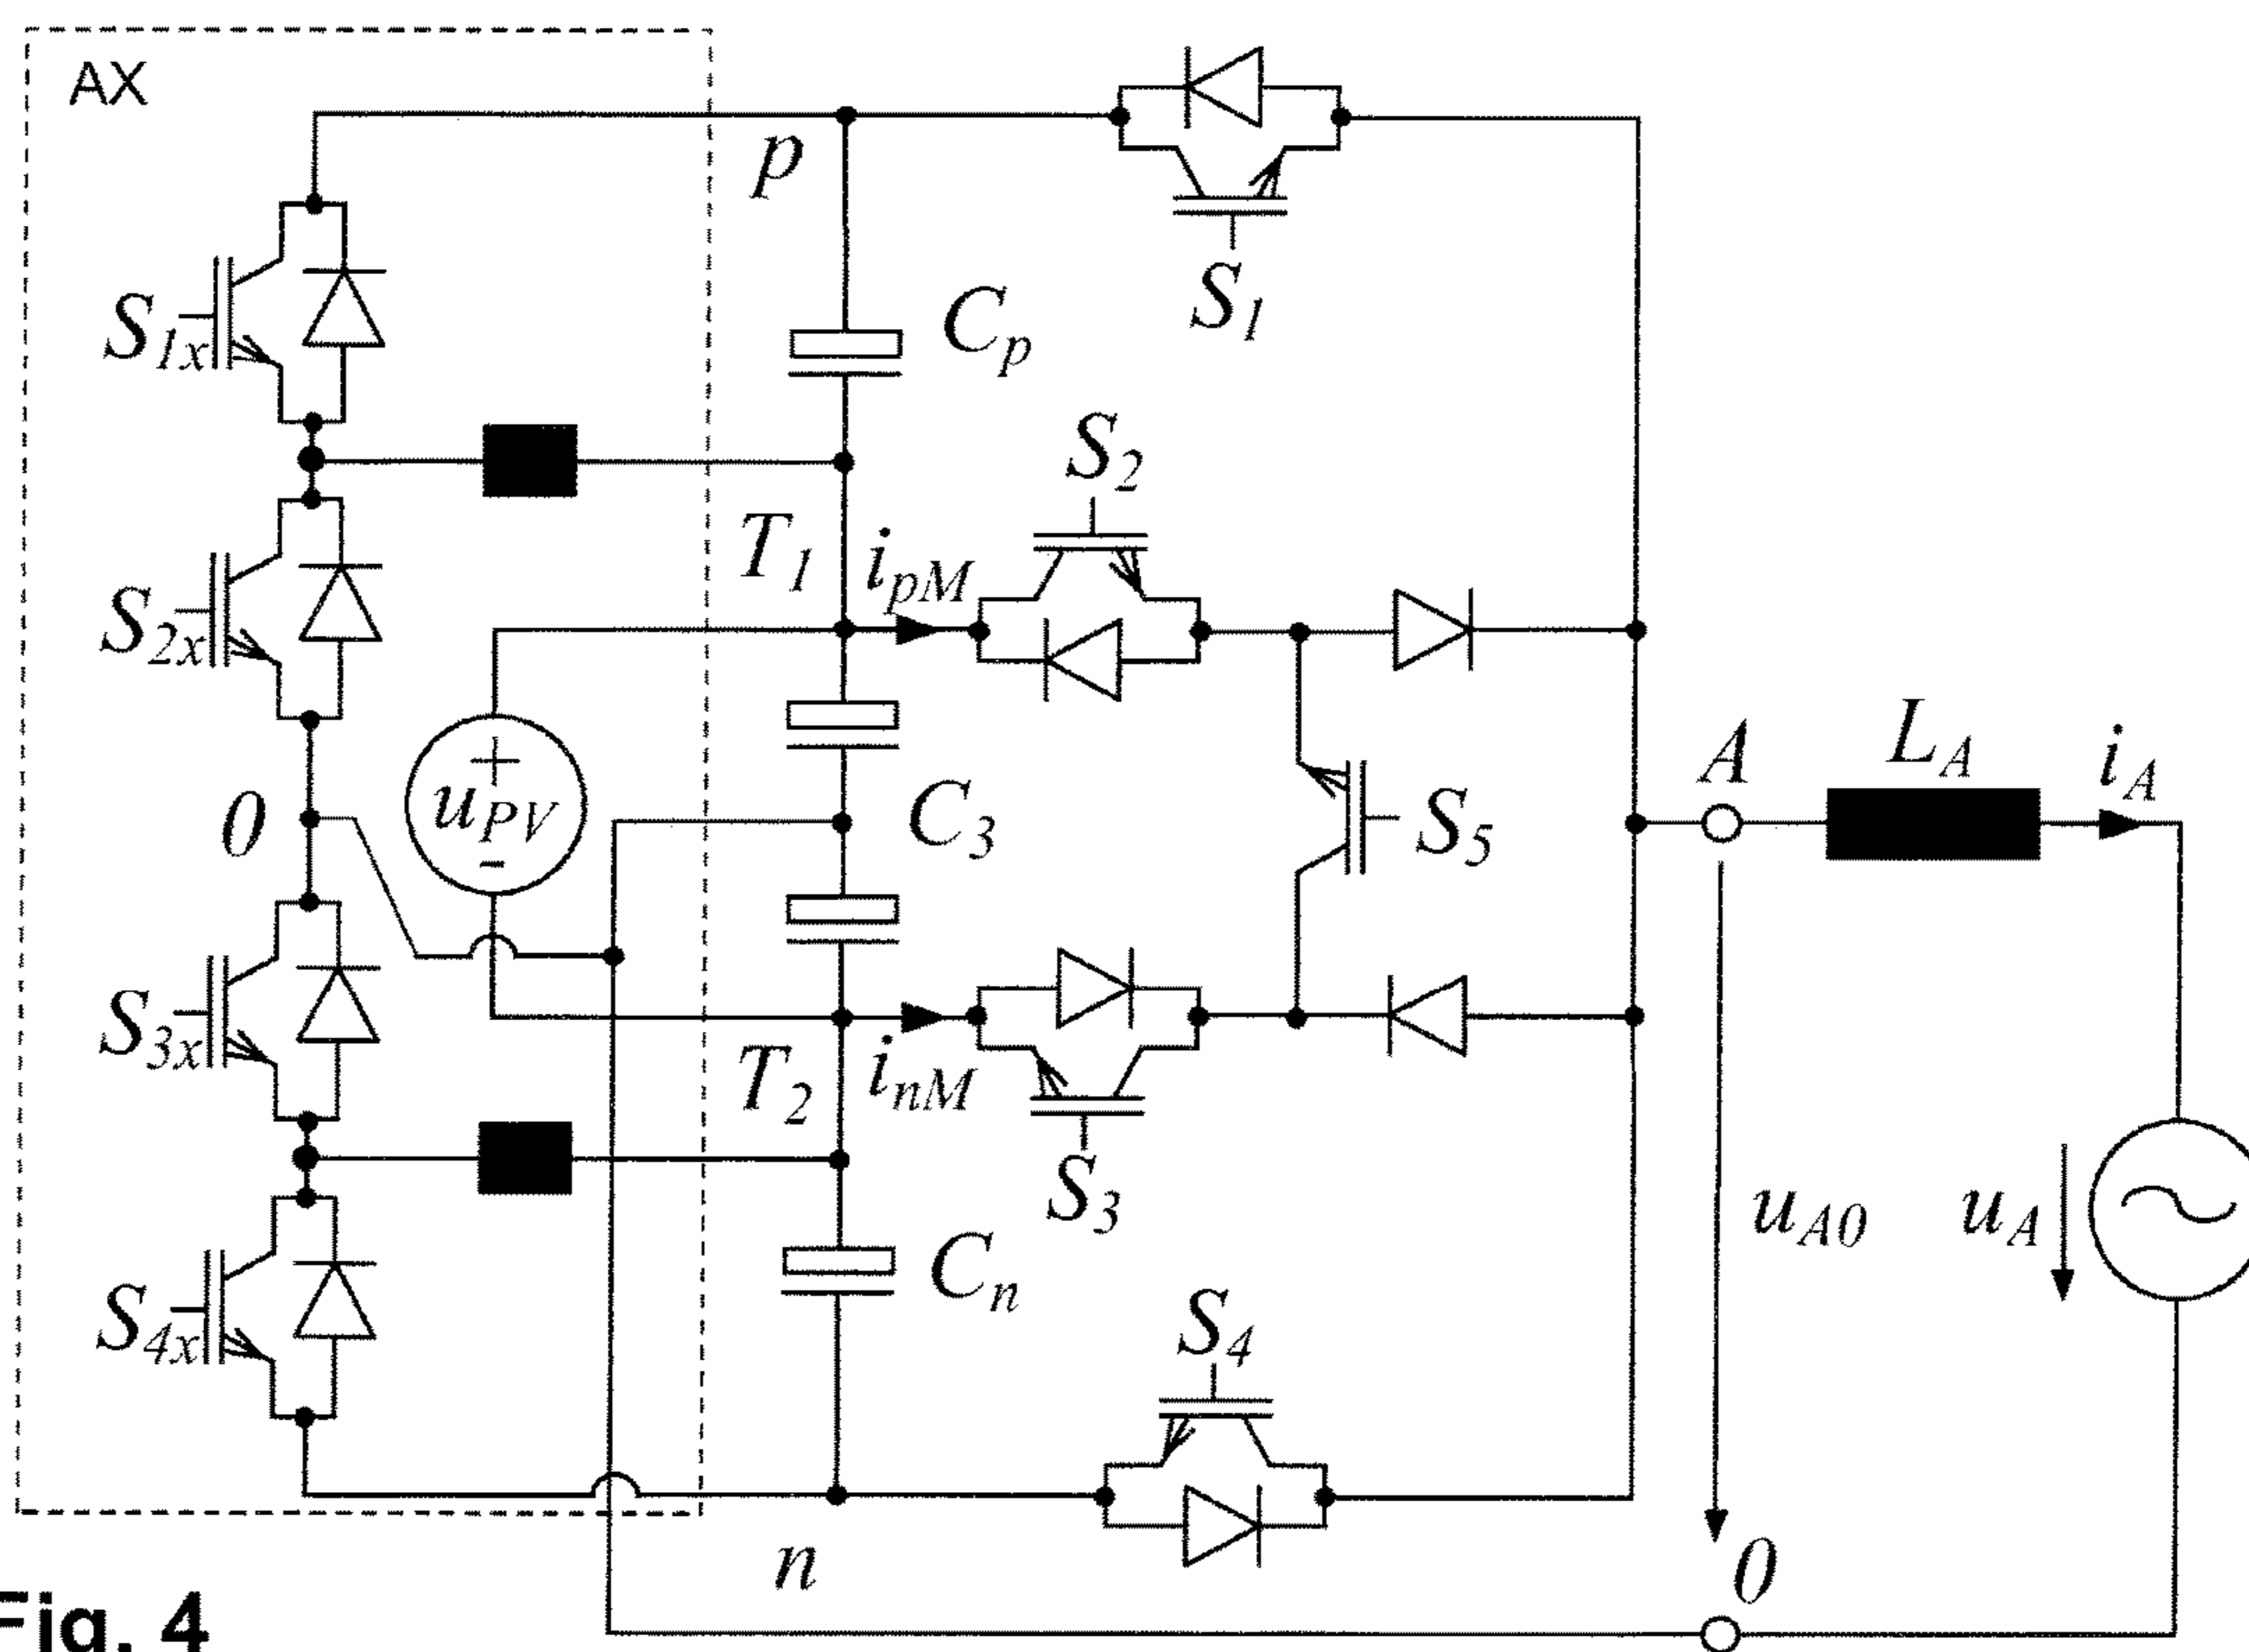 AX
p
S1x
Cp
S1
S2
T1
ipM
S2x
0
+
uPV
-
C3
S5
A
LA
iA
S3x
T2
inM
S3
uA0
uA
Cn
S4x
S4
n
0
Fig. 4